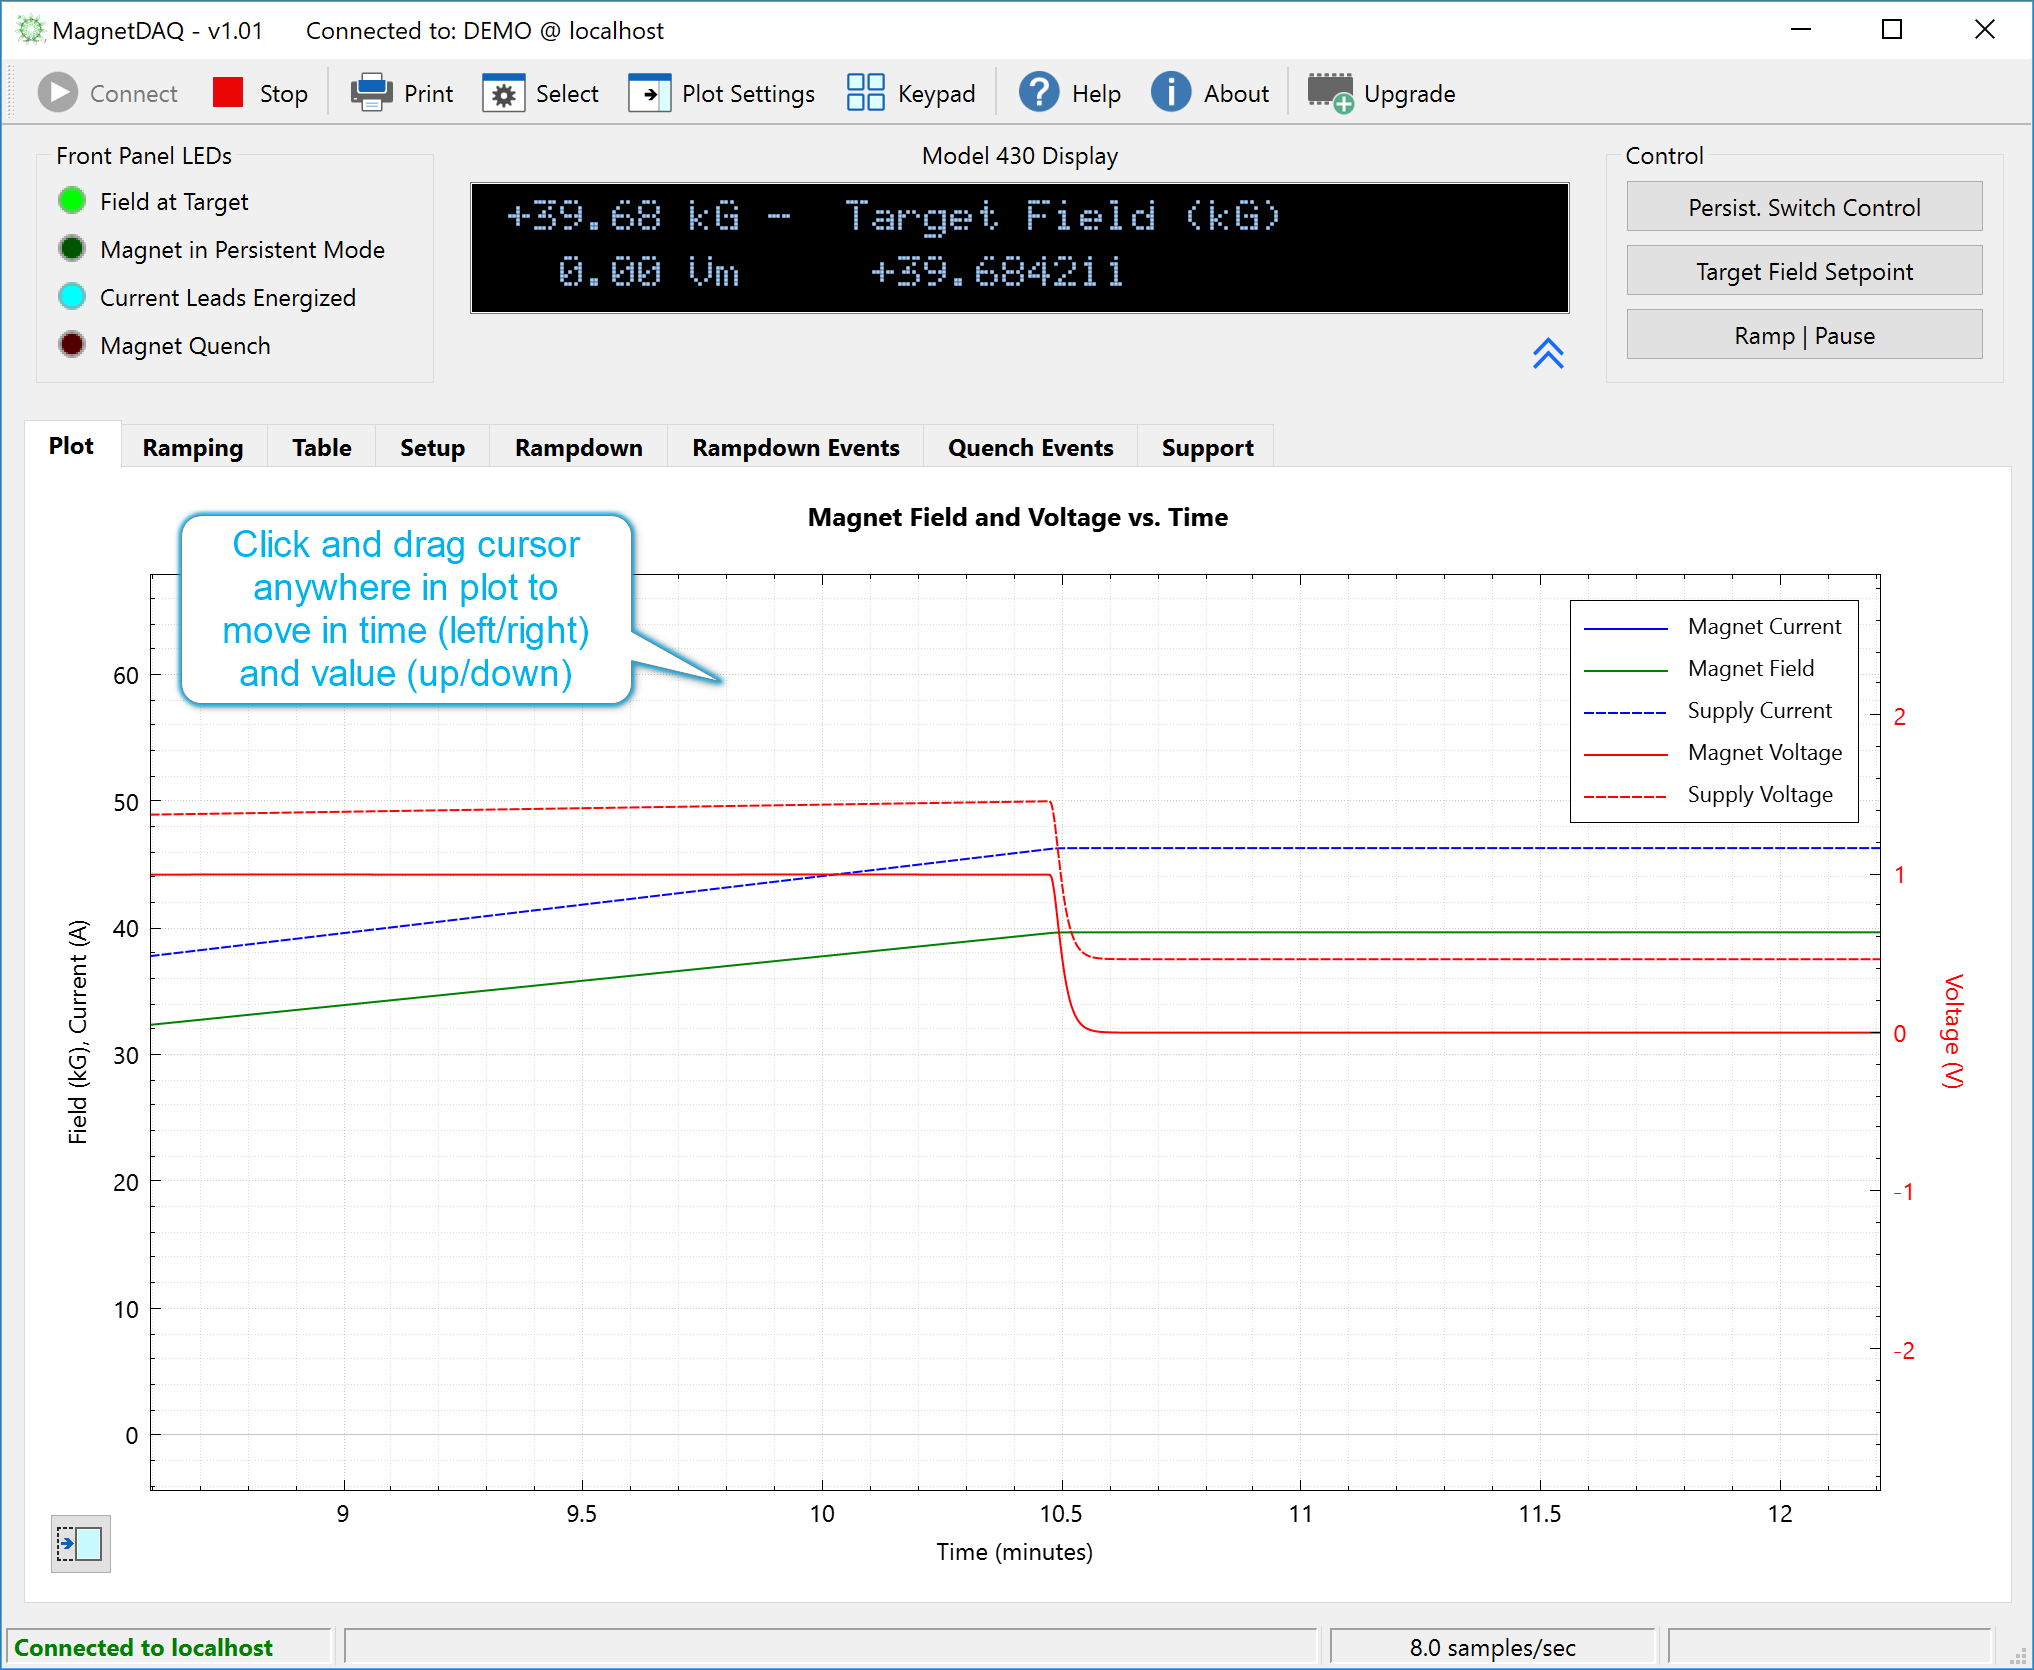 MagnetDAQ - v1.01 Connected to: DEMO @ localhost
Connect Stop Print Select Plot Settings Keypad Help About Upgrade
Front Panel LEDs
Field at Target
Magnet in Persistent Mode
Current Leads Energized
Magnet Quench
Model 430 Display
+39.68 kG - Target Field (kG)
0.00 Vm +39.684211
Control
Persist. Switch Control
Target Field Setpoint
Ramp | Pause
Plot Ramping Table Setup Rampdown Rampdown Events Quench Events Support
Magnet Field and Voltage vs. Time
Click and drag cursor
anywhere in plot to
move in time (left/right)
and value (up/down)
Magnet Current
Magnet Field
Supply Current
Magnet Voltage
Supply Voltage
Field (kG), Current (A)
60
50
40
30
20
10
0
2
1
0
-1
-2
Voltage (V)
9 9.5 10 10.5 11 11.5 12
Time (minutes)
Connected to localhost 8.0 samples/sec